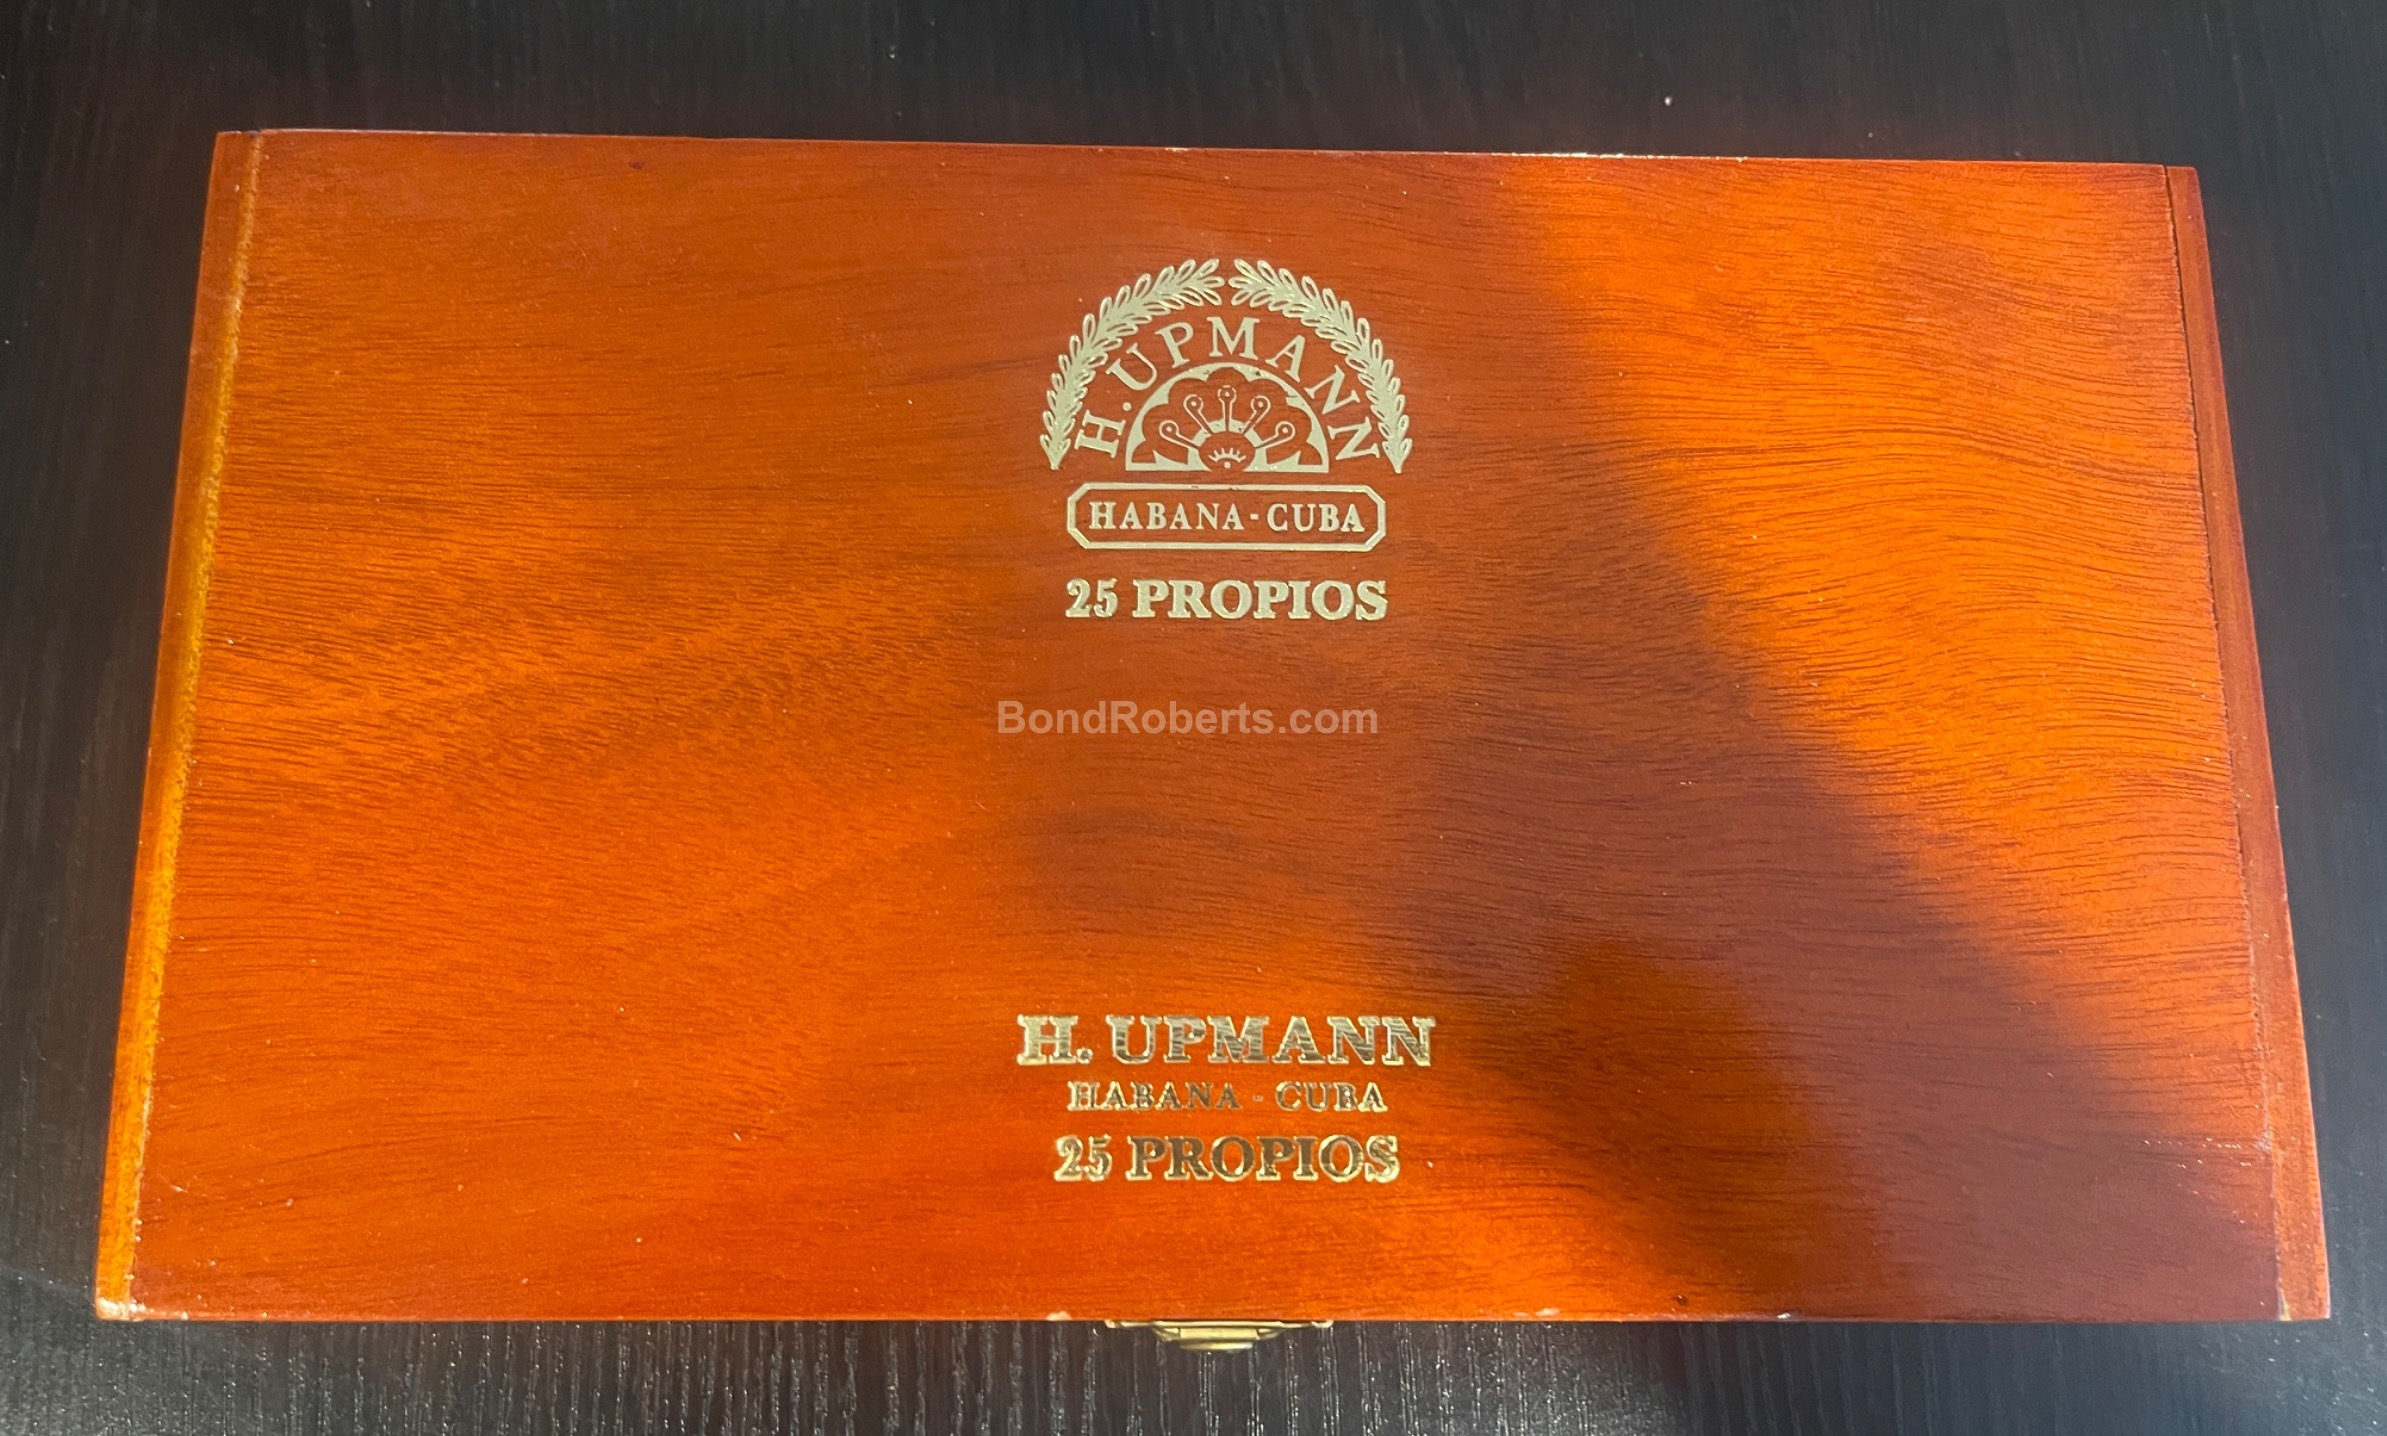 H. UPMANN
HABANA-CUBA
25 PROPIOS
BondRoberts.com
H. UPMANN
HABANA - CUBA
25 PROPIOS